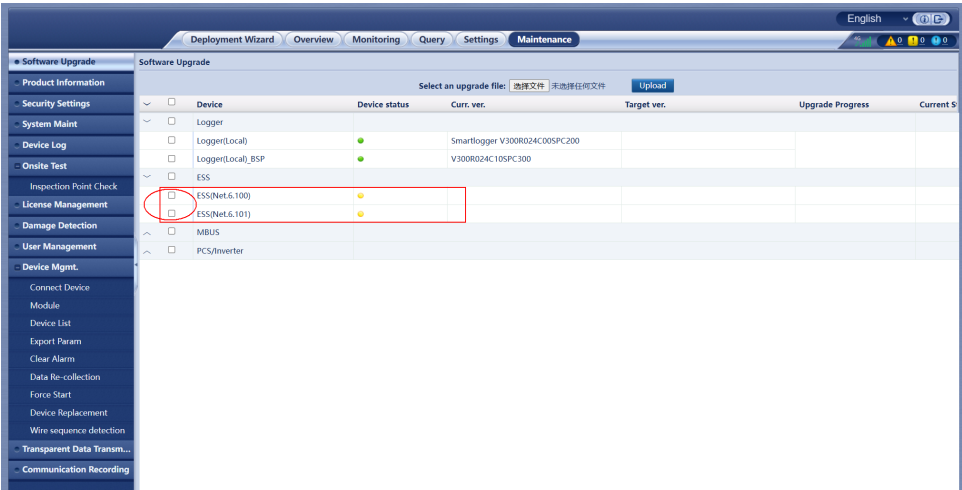 English
Deployment Wizard Overview Monitoring Query Settings Maintenance
4G 0 0 0
Software Upgrade
Product Information
Security Settings
System Maint
Device Log
Onsite Test
Inspection Point Check
License Management
Damage Detection
User Management
Device Mgmt.
Connect Device
Module
Device List
Export Param
Clear Alarm
Data Re-collection
Force Start
Device Replacement
Wire sequence detection
Transparent Data Transm...
Communication Recording
Software Upgrade
Select an upgrade file: 选择文件 未选择任何文件 Upload
Device Device status Curr. ver. Target ver. Upgrade Progress Current S
Logger
Logger(Local) Smartlogger V300R024C00SPC200
Logger(Local)_BSP V300R024C10SPC300
ESS
ESS(Net.6.100)
ESS(Net.6.101)
MBUS
PCS/Inverter